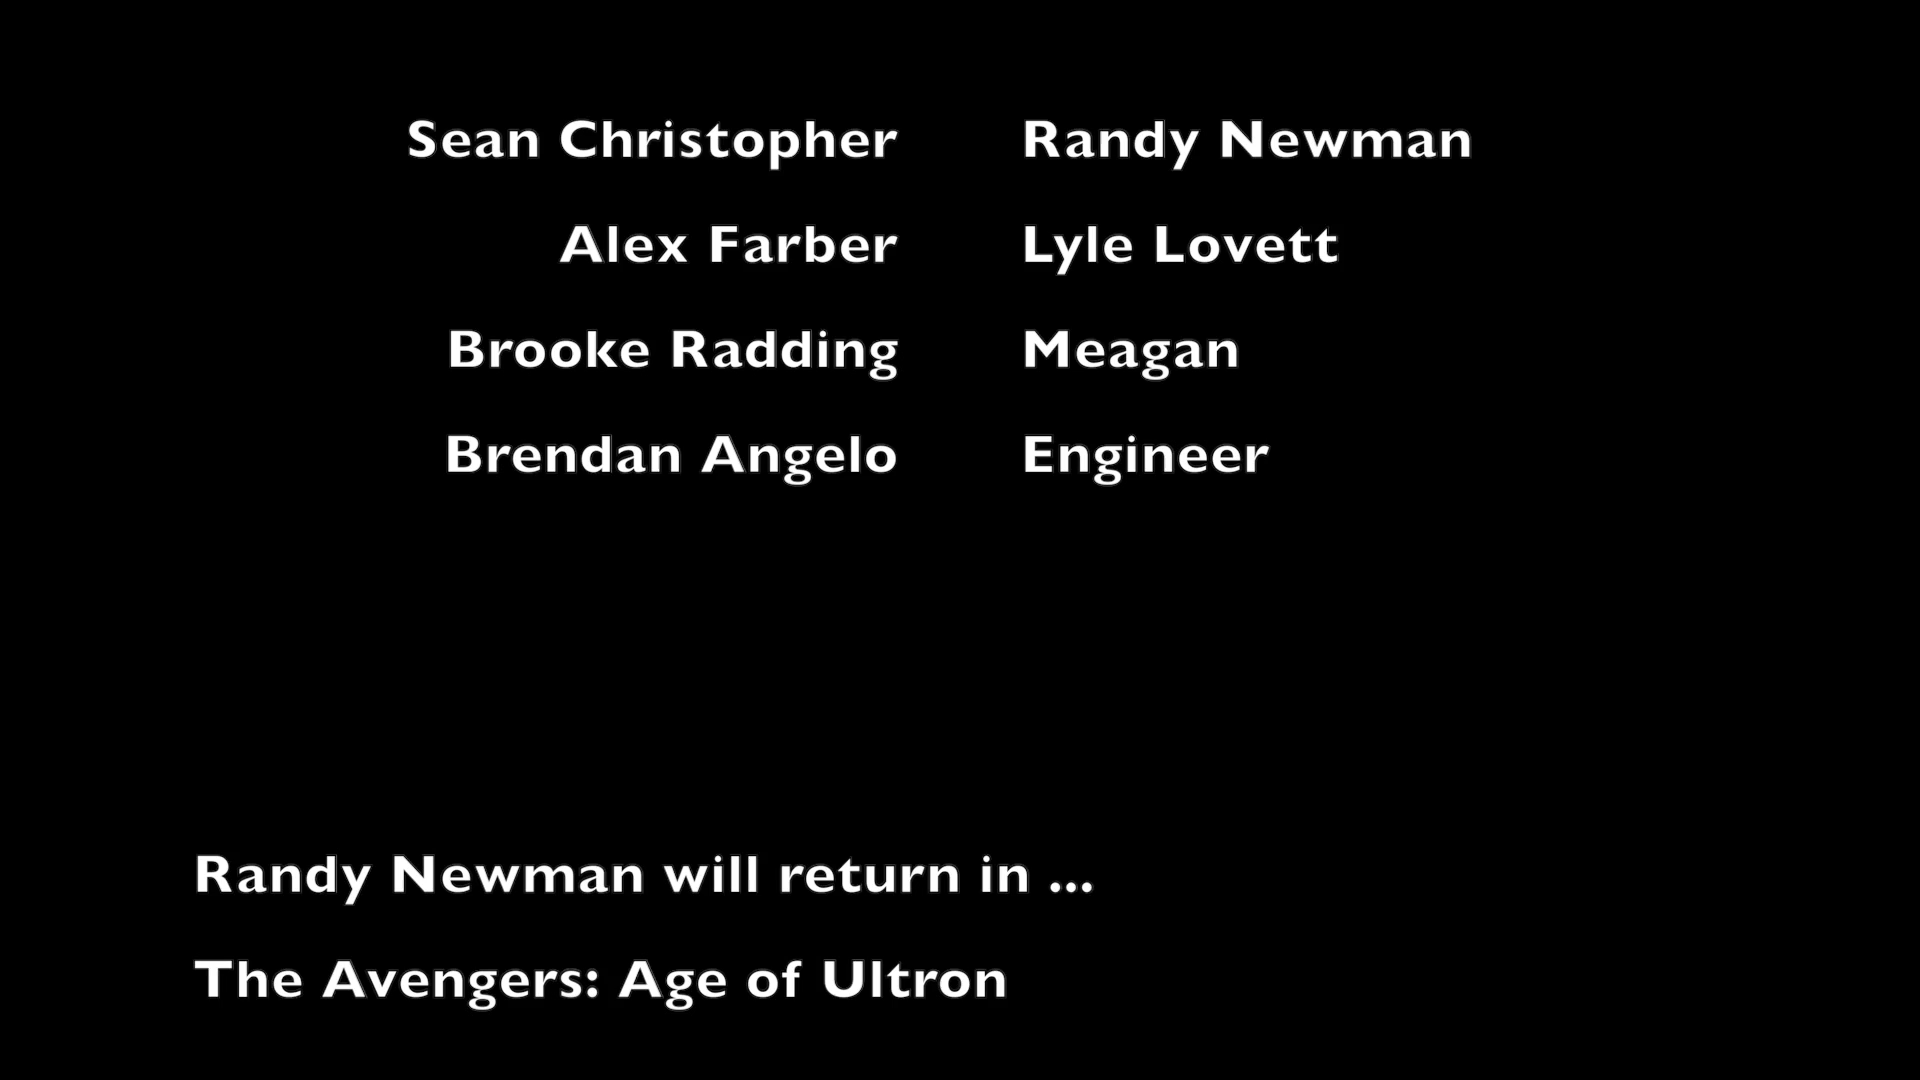 Sean Christopher Randy Newman
Alex Farber Lyle Lovett
Brooke Radding Meagan
Brendan Angelo Engineer
Randy Newman will return in ...
The Avengers: Age of Ultron